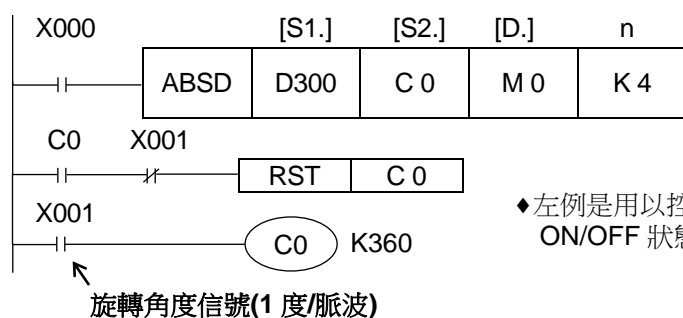 X000 [S1.] [S2.] [D.] n
ABSD D300 C 0 M 0 K 4
C0 X001
RST C 0
X001
C0 K360
♦左例是用以
ON/OFF 狀
旋轉角度信號(1 度/脈波)